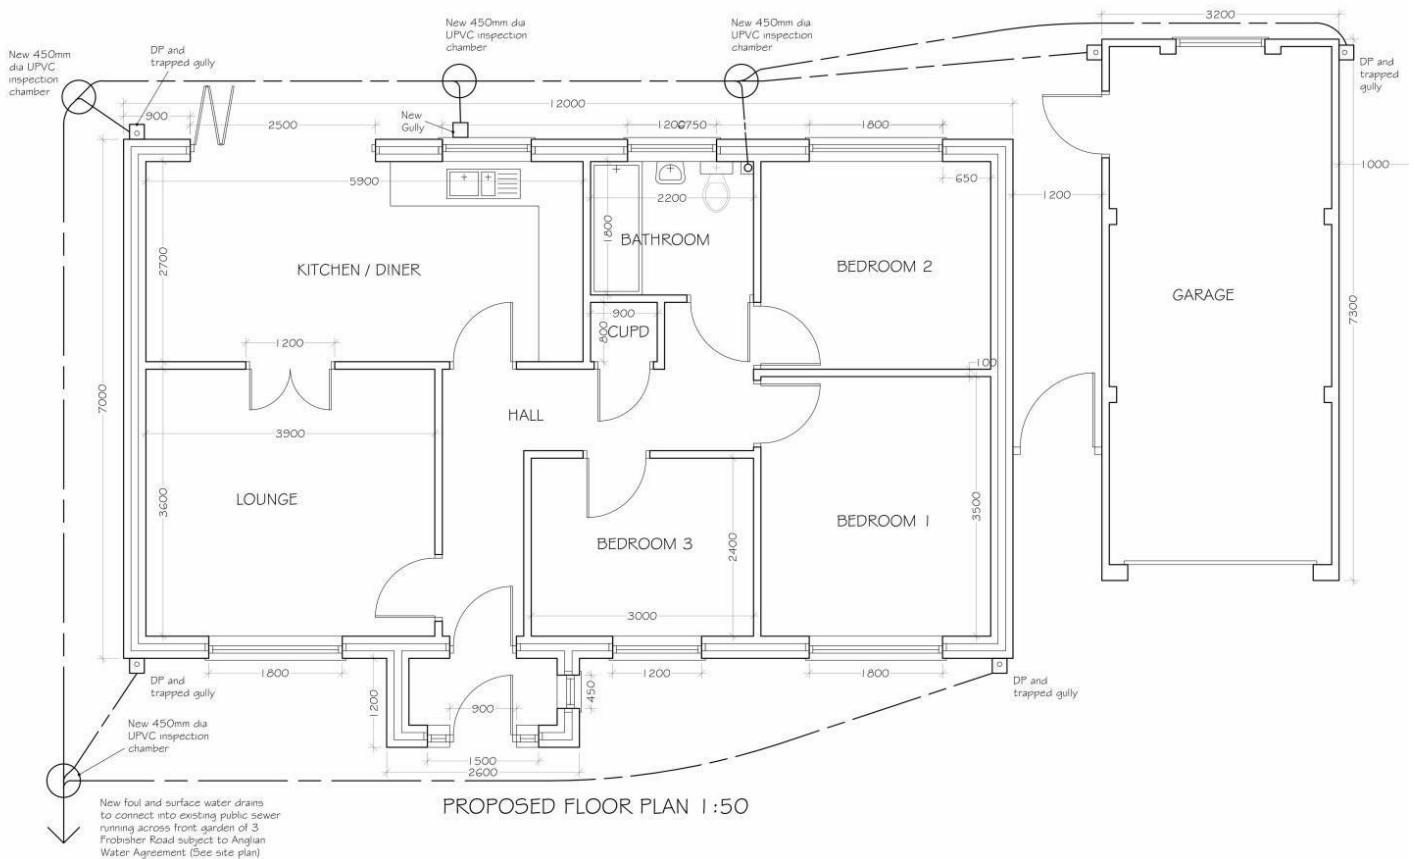 New 450mm
dia UPVC
inspection
chamber
DP and
trapped gully
New 450mm dia
UPVC inspection
chamber
New 450mm dia
UPVC inspection
chamber
3200
DP and
trapped
gully
12000
900
2500
New
Gully
1200
750
1800
5900
2200
650
1200
1000
1800
2700
KITCHEN / DINER
BATHROOM
BEDROOM 2
GARAGE
7300
900
800
CUPD
1200
100
7000
HALL
3900
3600
LOUNGE
BEDROOM 3
2400
BEDROOM 1
3500
3000
1800
1200
1800
DP and
trapped gully
DP and
trapped gully
1200
900
450
1500
2600
New 450mm dia
UPVC inspection
chamber
PROPOSED FLOOR PLAN 1:50
New foul and surface water drains
to connect into existing public sewer
running across front garden of 3
Frobisher Road subject to Anglian
Water Agreement (See site plan)